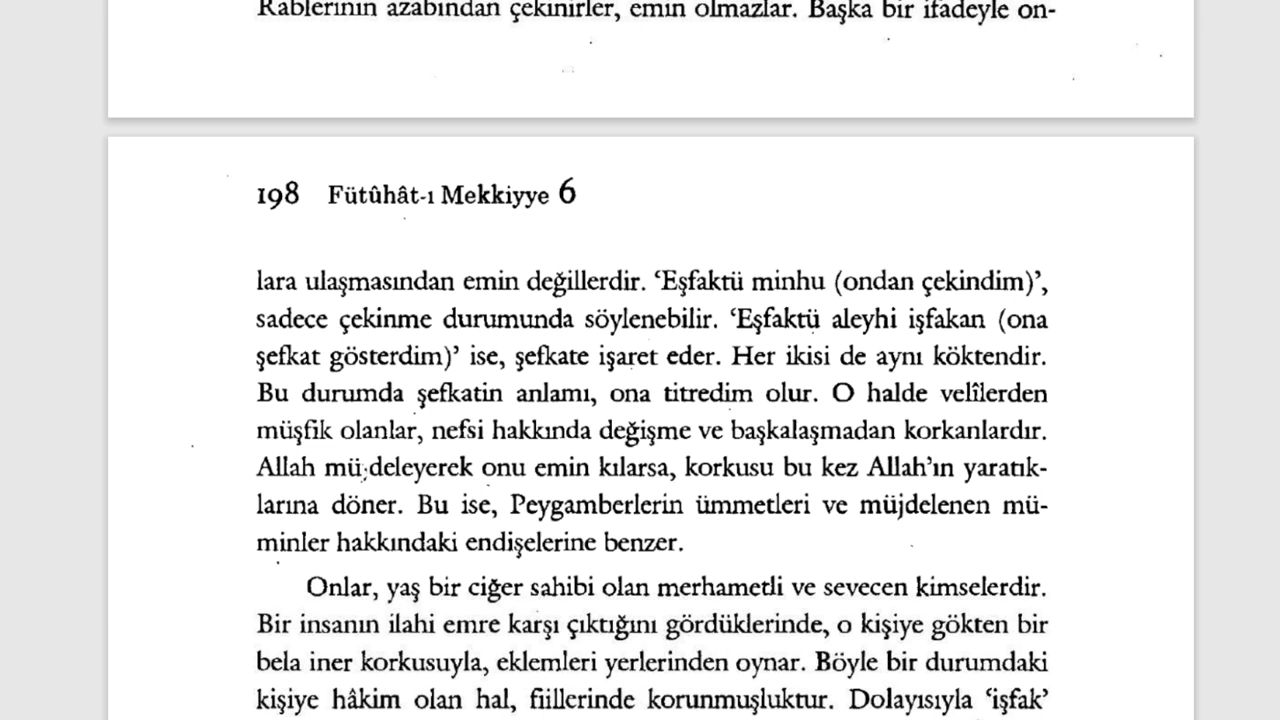 Rablerinin azabından çekinirler, emin olmazlar. Başka bir ifadeyle on-
198 Fütûhât-ı Mekkiyye 6
lara ulaşmasından emin değillerdir. ‘Eşfaktü minhu (ondan çekindim)’,
sadece çekinme durumunda söylenebilir. ‘Eşfaktü aleyhi işfakan (ona
şefkat gösterdim)’ ise, şefkate işaret eder. Her ikisi de aynı köktendir.
Bu durumda şefkatin anlamı, ona titredim olur. O halde velîlerden
müşfik olanlar, nefsi hakkında değişme ve başkalaşmadan korkanlardır.
Allah müjdeleyerek onu emin kılarsa, korkusu bu kez Allah’ın yaratık-
larına döner. Bu ise, Peygamberlerin ümmetleri ve müjdelenen mü-
minler hakkındaki endişelerine benzer.
Onlar, yaş bir ciğer sahibi olan merhametli ve sevecen kimselerdir.
Bir insanın ilahi emre karşı çıktığını gördüklerinde, o kişiye gökten bir
bela iner korkusuyla, eklemleri yerlerinden oynar. Böyle bir durumdaki
kişiye hâkim olan hal, fiillerinde korunmuşluktur. Dolayısıyla ‘işfak’